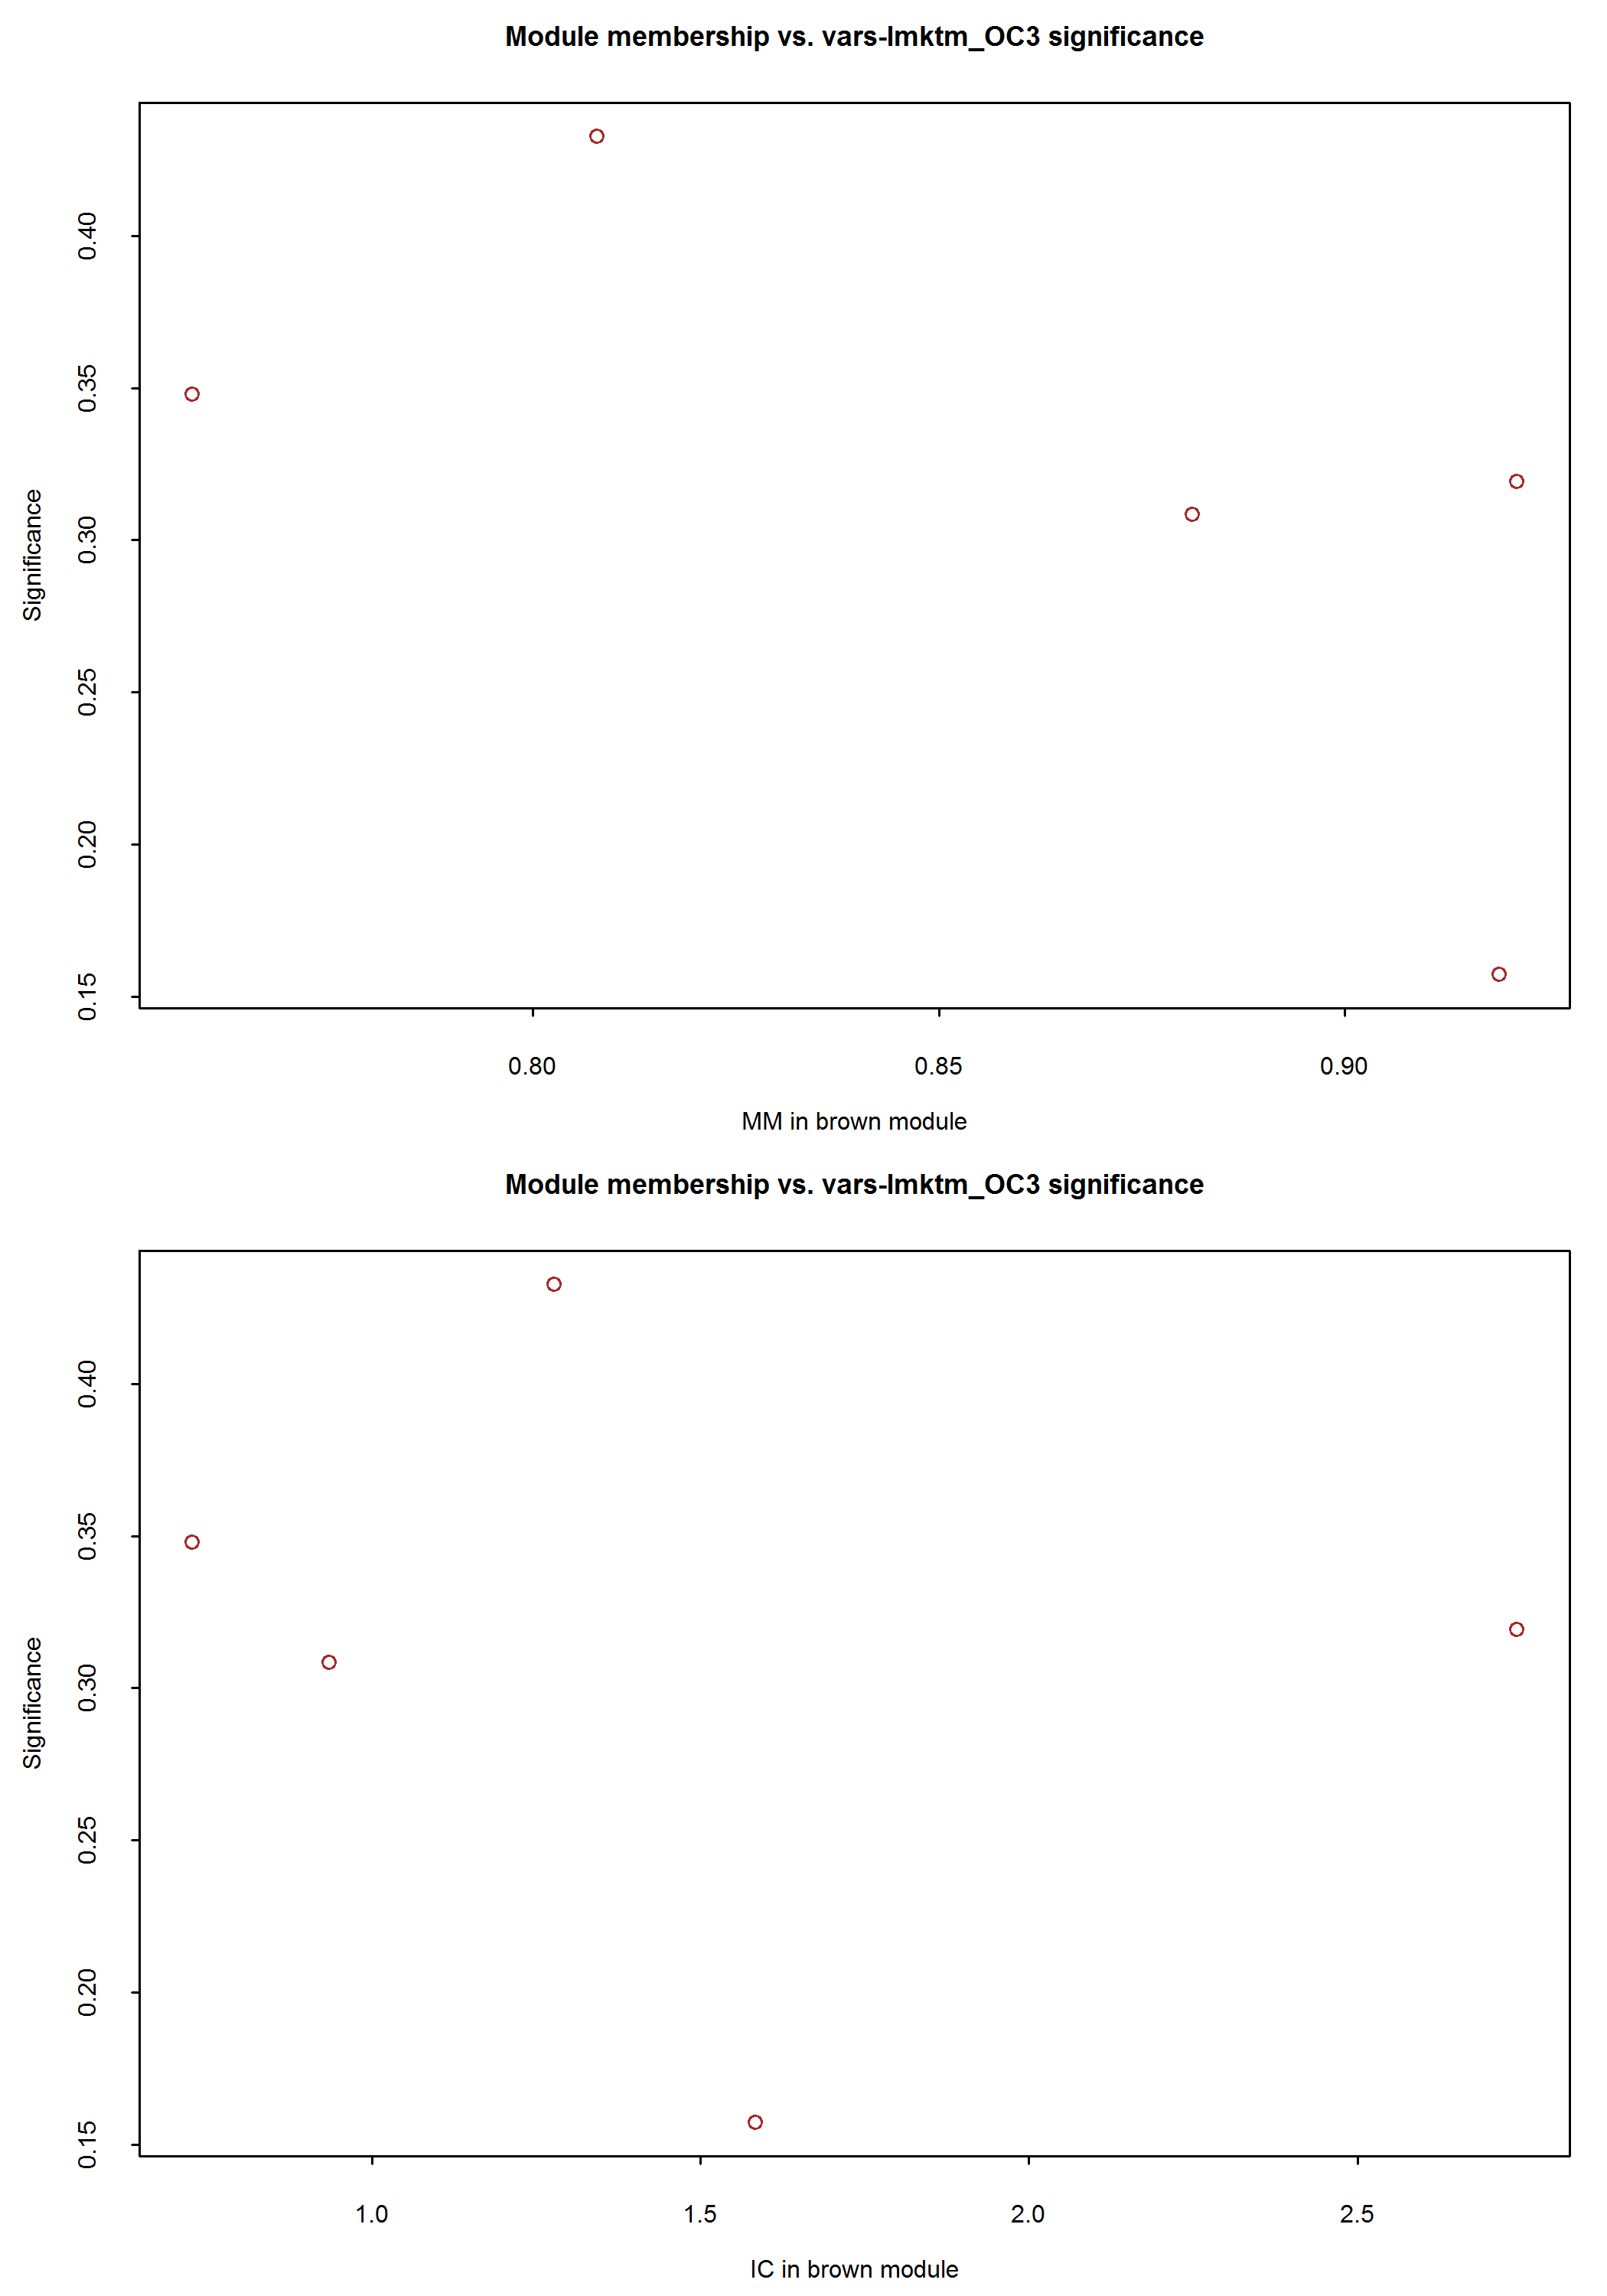 Module membership vs. vars-lmktm_OC3 significance
Significance
0.40
0.35
0.30
0.25
0.20
0.15
0.80 0.85 0.90
MM in brown module
Module membership vs. vars-lmktm_OC3 significance
Significance
0.40
0.35
0.30
0.25
0.20
0.15
1.0 1.5 2.0 2.5
IC in brown module